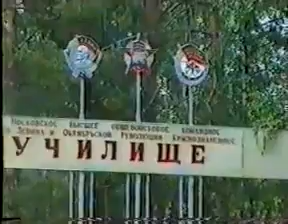 Московское высшее общевойсковое командное
Ленина и Октябрьской Революции Краснознаменное
УЧИЛИЩЕ